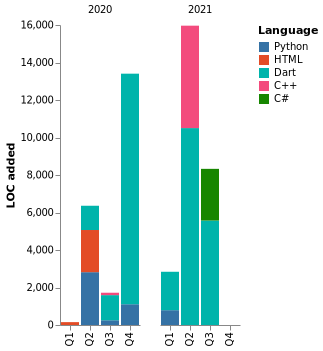 2020
2021
Language
Python
HTML
Dart
C++
C#
LOC added
16,000
14,000
12,000
10,000
8,000
6,000
4,000
2,000
0
Q1
Q2
Q3
Q4
Q1
Q2
Q3
Q4